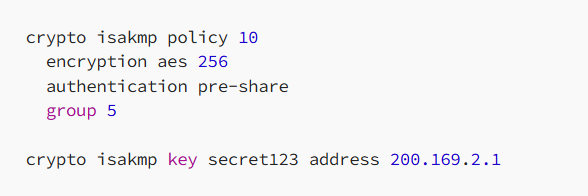 crypto isakmp policy 10
encryption aes 256
authentication pre-share
group 5
crypto isakmp key secret123 address 200.169.2.1